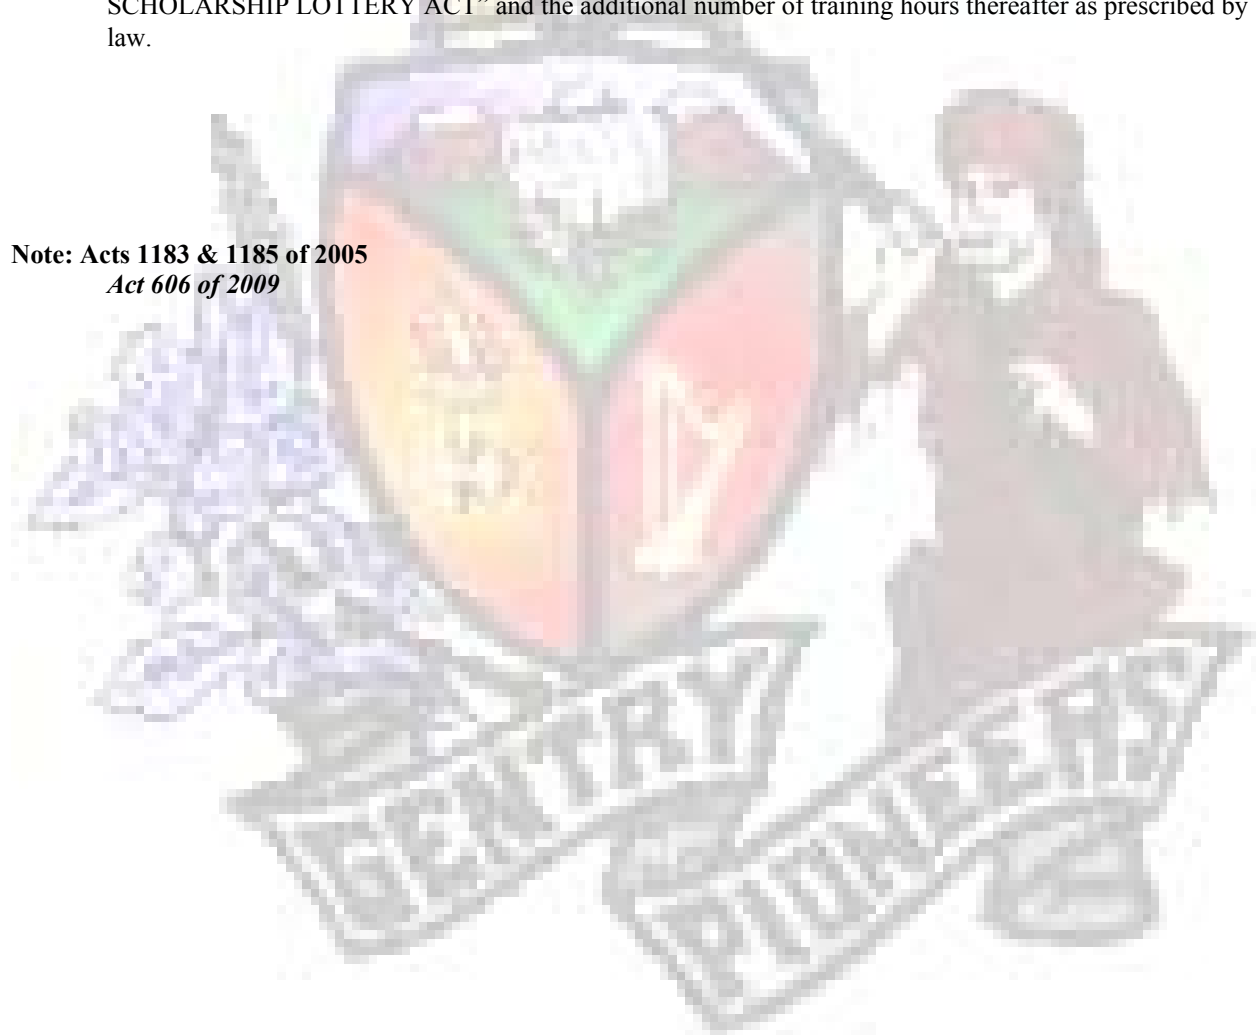 SCHOLARSHIP LOTTERY ACT” and the additional number of training hours thereafter as prescribed by
law.
Note: Acts 1183 & 1185 of 2005
Act 606 of 2009
GENTRY
PIONEERS